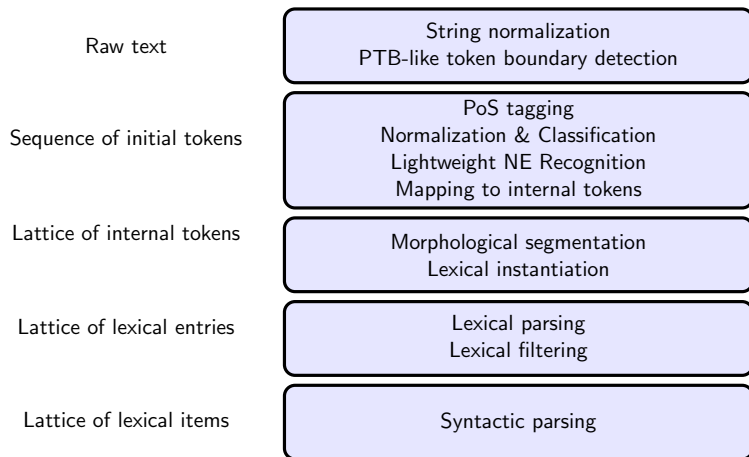 Raw text
String normalization
PTB-like token boundary detection
Sequence of initial tokens
PoS tagging
Normalization & Classification
Lightweight NE Recognition
Mapping to internal tokens
Lattice of internal tokens
Morphological segmentation
Lexical instantiation
Lattice of lexical entries
Lexical parsing
Lexical filtering
Lattice of lexical items
Syntactic parsing